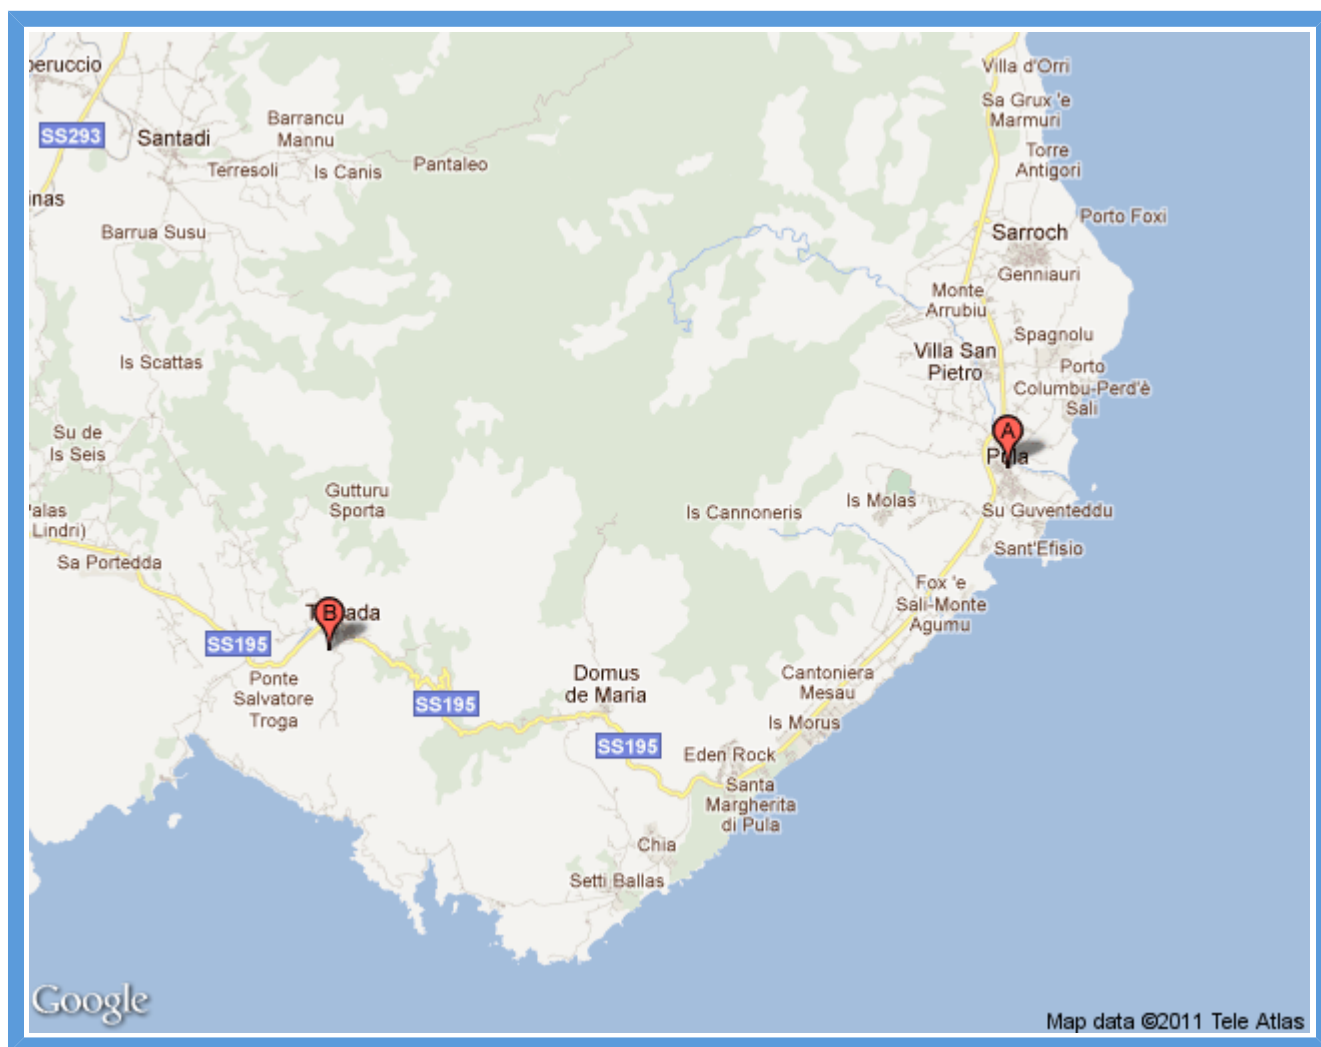 Villa d'Orri
SS293
Santadi
Barrancu
Mannu
Terresoli
Is Canis
Pantaleo
Sa Grux 'e
Marmuri
Torre
Antigori
Porto Foxi
Barrua Susu
Sarroch
Genniauri
Monte
Arrubiu
Spagnolu
Is Scattas
Villa San
Pietro
Porto
Columbu-Perd'è
Sali
Su de
Is Seis
A
Pula
Gutturu
Sporta
Is Cannoneris
Is Molas
Su Guventeddu
Lindri)
Sa Portedda
Sant'Efisio
Fox 'e
Sali-Monte
Agumu
B
SS195
Ponte
Salvatore
Troga
SS195
Domus
de Maria
Cantoniera
Mesau
Is Morus
SS195
Eden Rock
Santa
Margherita
di Pula
Chia
Setti Ballas
Google
Map data ©2011 Tele Atlas